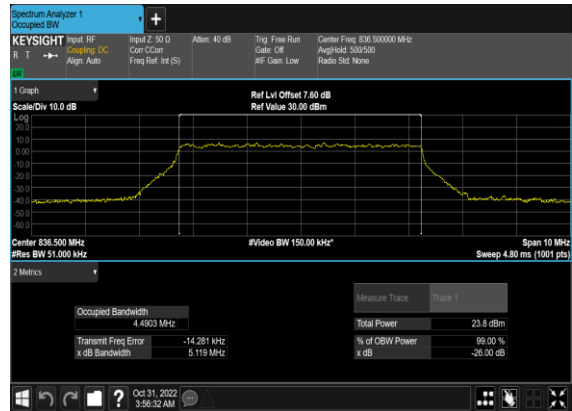 Spectrum Analyzer 1
Occupied BW
+
KEYSIGHT Input: RF Input Z: 50 Ω Atten: 40 dB Trig: Free Run Center Freq: 836.500000 MHz
R T Coupling: DC Corr CCorr Gate: Off Avg|Hold: 500/500
Align: Auto Freq Ref: Int (S) #IF Gain: Low Radio Std: None
LW
1 Graph
Ref Lvl Offset 7.60 dB
Scale/Div 10.0 dB Ref Value 30.00 dBm
Log
20.0
10.0
0.00
-10.0
-20.0
-30.0
-40.0
-50.0
-60.0
Center 836.500 MHz #Video BW 150.00 kHz* Span 10 MHz
#Res BW 51.000 kHz Sweep 4.80 ms (1001 pts)
2 Metrics
Measure Trace Trace 1
Occupied Bandwidth
4.4903 MHz Total Power 23.8 dBm
Transmit Freq Error -14.281 kHz % of OBW Power 99.00 %
x dB Bandwidth 5.119 MHz x dB -26.00 dB
? Oct 31, 2022
3:56:32 AM